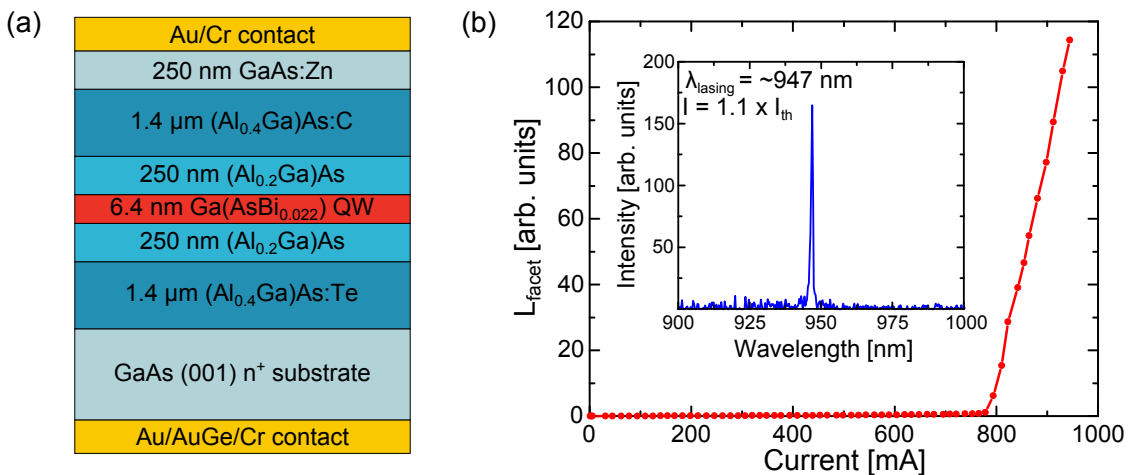 (a)
Au/Cr contact
250 nm GaAs:Zn
1.4 μm (Al₀.₄Ga)As:C
250 nm (Al₀.₂Ga)As
6.4 nm Ga(AsBi₀.₀₂₂) QW
250 nm (Al₀.₂Ga)As
1.4 μm (Al₀.₄Ga)As:Te
GaAs (001) n⁺ substrate
Au/AuGe/Cr contact
(b)
L_facet [arb. units]
120
100
80
60
40
20
0
0 200 400 600 800 1000
Current [mA]
λ_lasing = ~947 nm
I = 1.1 x I_th
Intensity [arb. units]
200
150
100
50
900 925 950 975 1000
Wavelength [nm]